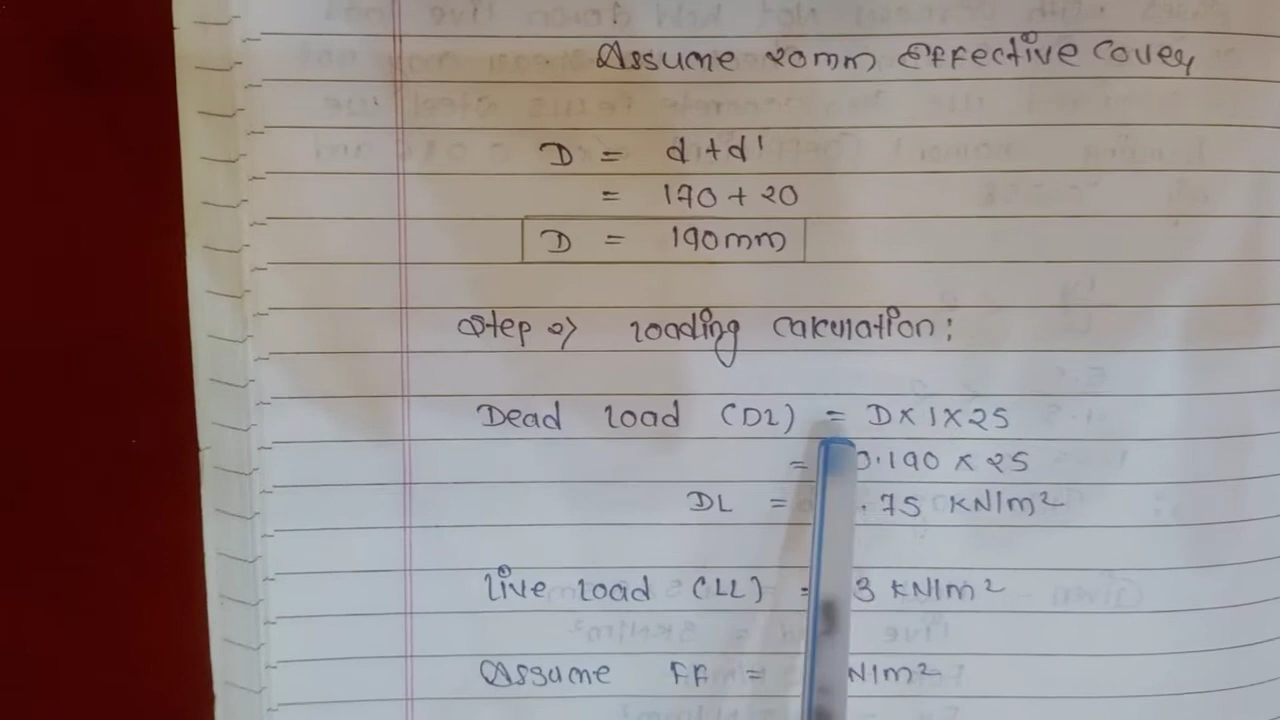 Assume 20mm Effective Cover
D = d+d'
= 170 + 20
D = 190mm
Step 2) loading calculation:
Dead load (DL) = D×1×25
= 0.190 × 25
DL = .75 KN/m2
live load (LL) = 3 KN/m2
Assume FF = N/m2